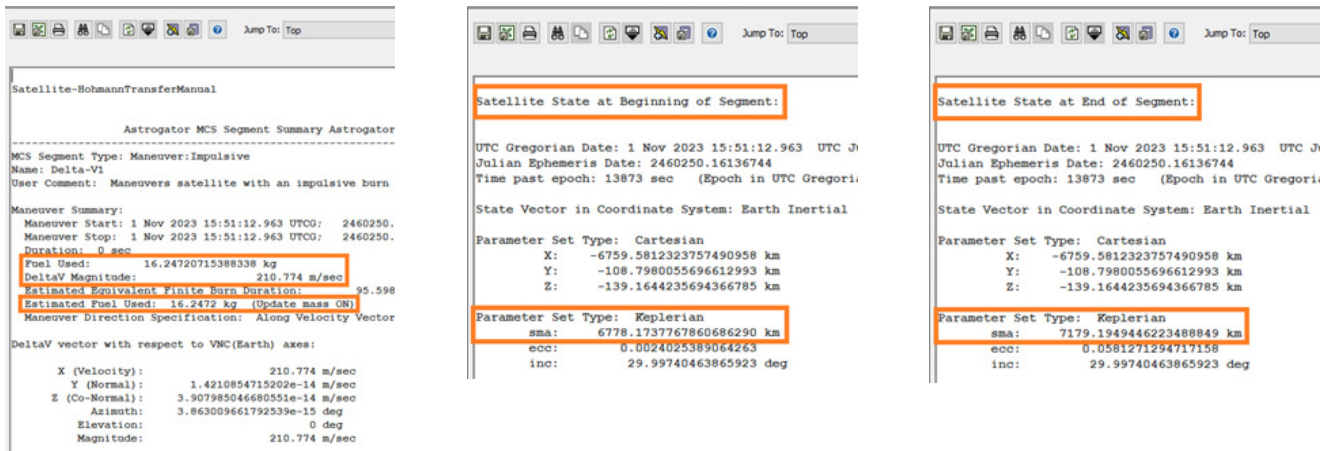 Jump To: Top
Satellite-HohmannTransferManual
Astrogator MCS Segment Summary Astrogator
MCS Segment Type: Maneuver:Impulsive
Name: Delta-V1
User Comment: Maneuvers satellite with an impulsive burn
Maneuver Summary:
Maneuver Start: 1 Nov 2023 15:51:12.963 UTCG; 2460250.
Maneuver Stop: 1 Nov 2023 15:51:12.963 UTCG; 2460250.
Duration: 0 sec
Fuel Used: 16.24720715388338 kg
DeltaV Magnitude: 210.774 m/sec
Estimated Equivalent Finite Burn Duration: 95.598
Estimated Fuel Used: 16.2472 kg (Update mass ON)
Maneuver Direction Specification: Along Velocity Vector
DeltaV vector with respect to VNC(Earth) axes:
X (Velocity): 210.774 m/sec
Y (Normal): 1.4210854715202e-14 m/sec
Z (Co-Normal): 3.907985046680551e-14 m/sec
Azimuth: 3.863009661792539e-15 deg
Elevation: 0 deg
Magnitude: 210.774 m/sec
Jump To: Top
Satellite State at Beginning of Segment:
UTC Gregorian Date: 1 Nov 2023 15:51:12.963 UTC J
Julian Ephemeris Date: 2460250.16136744
Time past epoch: 13873 sec (Epoch in UTC Gregoria
State Vector in Coordinate System: Earth Inertial
Parameter Set Type: Cartesian
X: -6759.5812323757490958 km
Y: -108.7980055696612993 km
Z: -139.1644235694366785 km
Parameter Set Type: Keplerian
sma: 6778.1737767860686290 km
ecc: 0.0024025389064263
inc: 29.99740463865923 deg
Jump To: Top
Satellite State at End of Segment:
UTC Gregorian Date: 1 Nov 2023 15:51:12.963 UTC J
Julian Ephemeris Date: 2460250.16136744
Time past epoch: 13873 sec (Epoch in UTC Gregoria
State Vector in Coordinate System: Earth Inertial
Parameter Set Type: Cartesian
X: -6759.5812323757490958 km
Y: -108.7980055696612993 km
Z: -139.1644235694366785 km
Parameter Set Type: Keplerian
sma: 7179.1949446223488849 km
ecc: 0.0581271294717158
inc: 29.99740463865923 deg